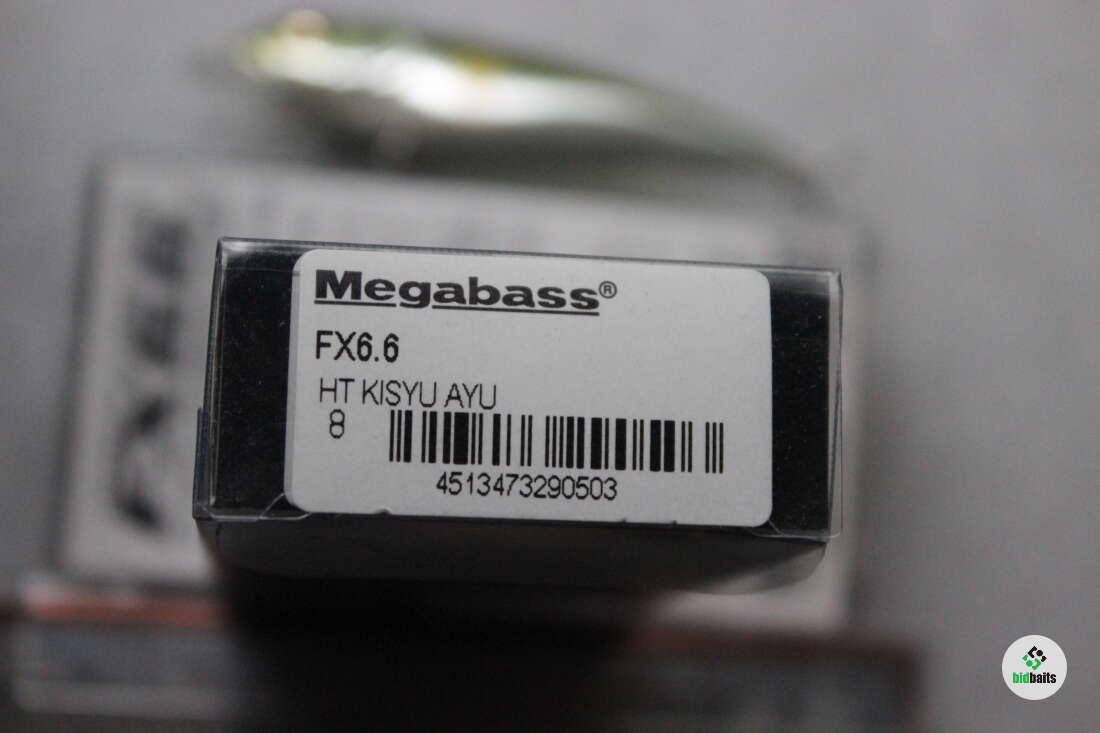 Megabass®
FX6.6
HT KISYU AYU
8
4513473290503
bidbaits